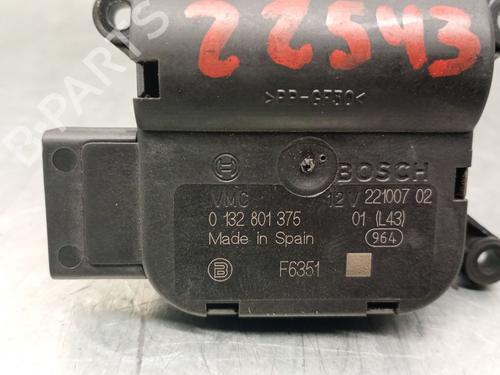 22543
>PP-GF30<
BOSCH
VMC 12V 221007 02
0 132 801 375 01 (L43)
Made in Spain 964
F6351
B-PARTS